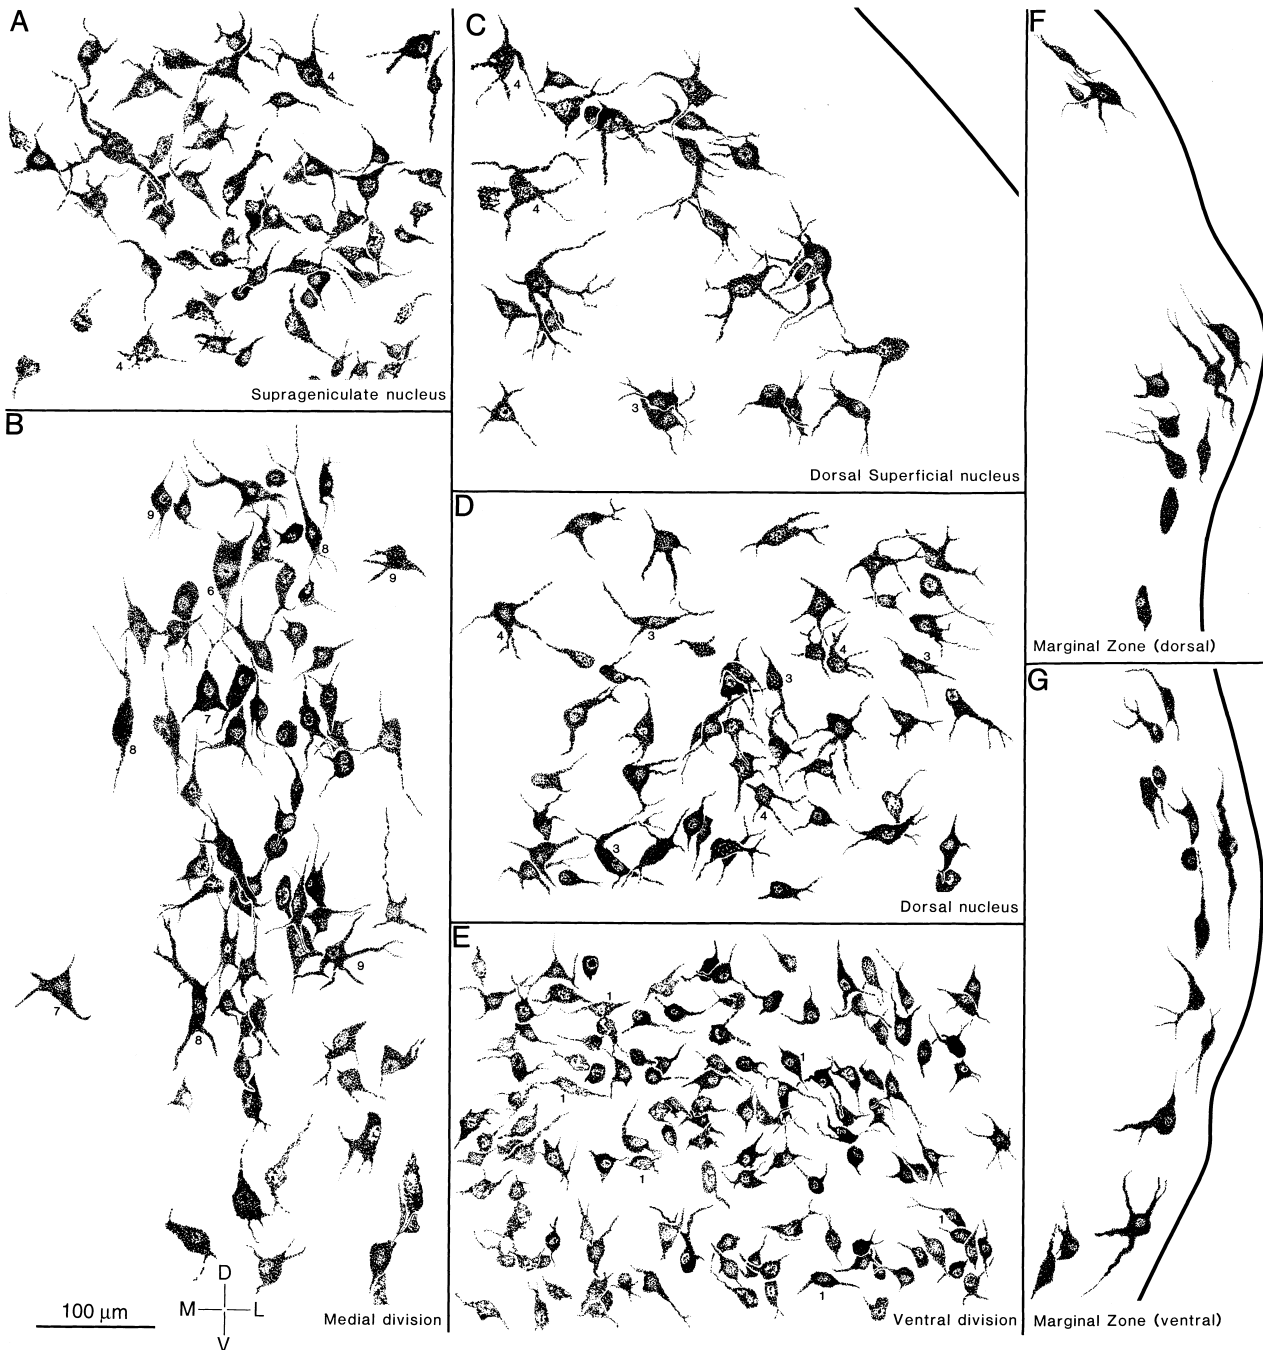 A
4
4
Suprageniculate nucleus
B
9
8
9
6
7
8
9
7
8
100 µm
D
M
L
V
Medial division
C
4
4
3
Dorsal Superficial nucleus
D
4
3
4
3
3
4
3
Dorsal nucleus
E
1
1
1
1
1
1
Ventral division
F
Marginal Zone (dorsal)
G
Marginal Zone (ventral)